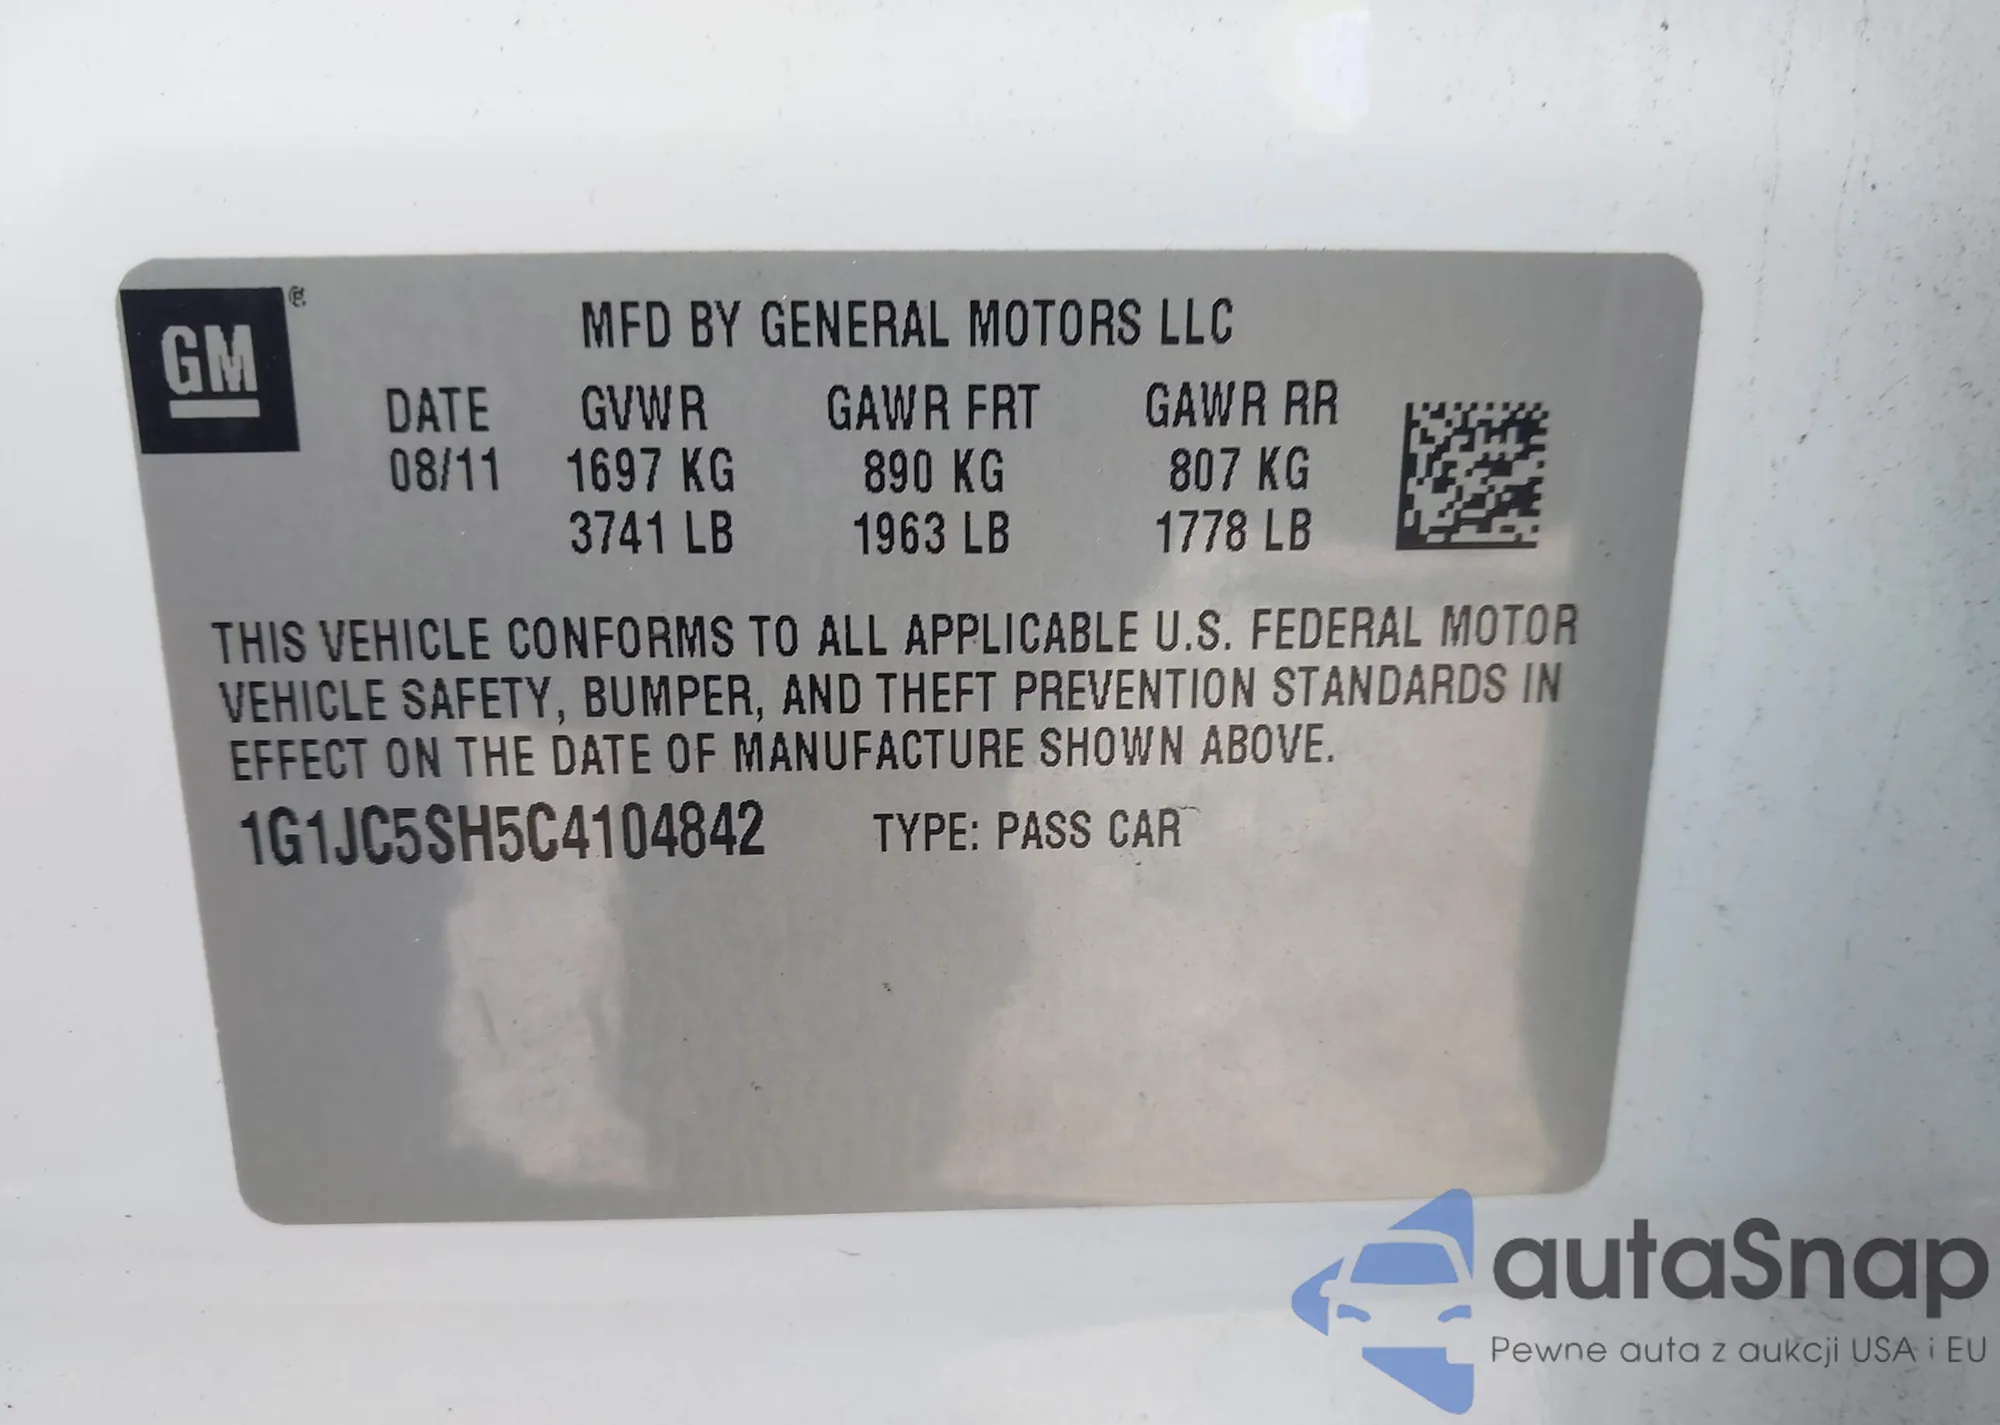 GM ®
MFD BY GENERAL MOTORS LLC
DATE GVWR GAWR FRT GAWR RR
08/11 1697 KG 890 KG 807 KG
3741 LB 1963 LB 1778 LB
THIS VEHICLE CONFORMS TO ALL APPLICABLE U.S. FEDERAL MOTOR
VEHICLE SAFETY, BUMPER, AND THEFT PREVENTION STANDARDS IN
EFFECT ON THE DATE OF MANUFACTURE SHOWN ABOVE.
1G1JC5SH5C4104842 TYPE: PASS CAR
autaSnap
Pewne auta z aukcji USA i EU